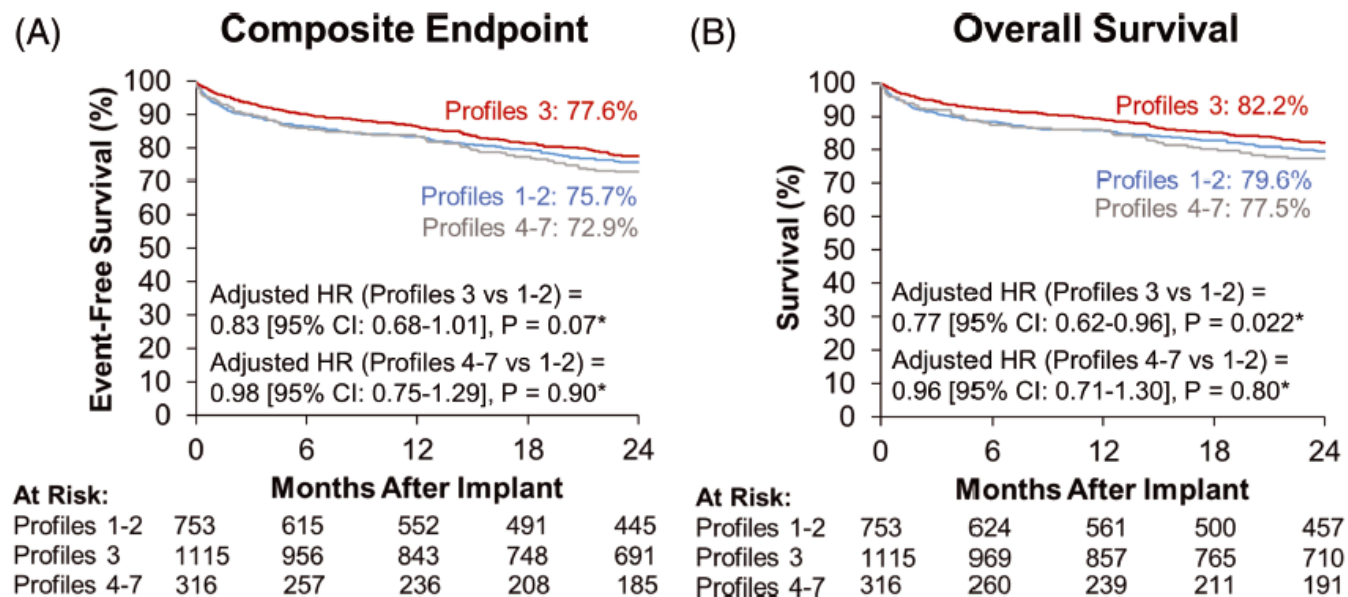 (A) Composite Endpoint
Event-Free Survival (%)
100
90
80
70
60
50
40
30
20
10
0
Profiles 3: 77.6%
Profiles 1-2: 75.7%
Profiles 4-7: 72.9%
Adjusted HR (Profiles 3 vs 1-2) =
0.83 [95% CI: 0.68-1.01], P = 0.07*
Adjusted HR (Profiles 4-7 vs 1-2) =
0.98 [95% CI: 0.75-1.29], P = 0.90*
0 6 12 18 24
Months After Implant
At Risk:
Profiles 1-2 753 615 552 491 445
Profiles 3 1115 956 843 748 691
Profiles 4-7 316 257 236 208 185
(B) Overall Survival
Survival (%)
100
90
80
70
60
50
40
30
20
10
0
Profiles 3: 82.2%
Profiles 1-2: 79.6%
Profiles 4-7: 77.5%
Adjusted HR (Profiles 3 vs 1-2) =
0.77 [95% CI: 0.62-0.96], P = 0.022*
Adjusted HR (Profiles 4-7 vs 1-2) =
0.96 [95% CI: 0.71-1.30], P = 0.80*
0 6 12 18 24
Months After Implant
At Risk:
Profiles 1-2 753 624 561 500 457
Profiles 3 1115 969 857 765 710
Profiles 4-7 316 260 239 211 191